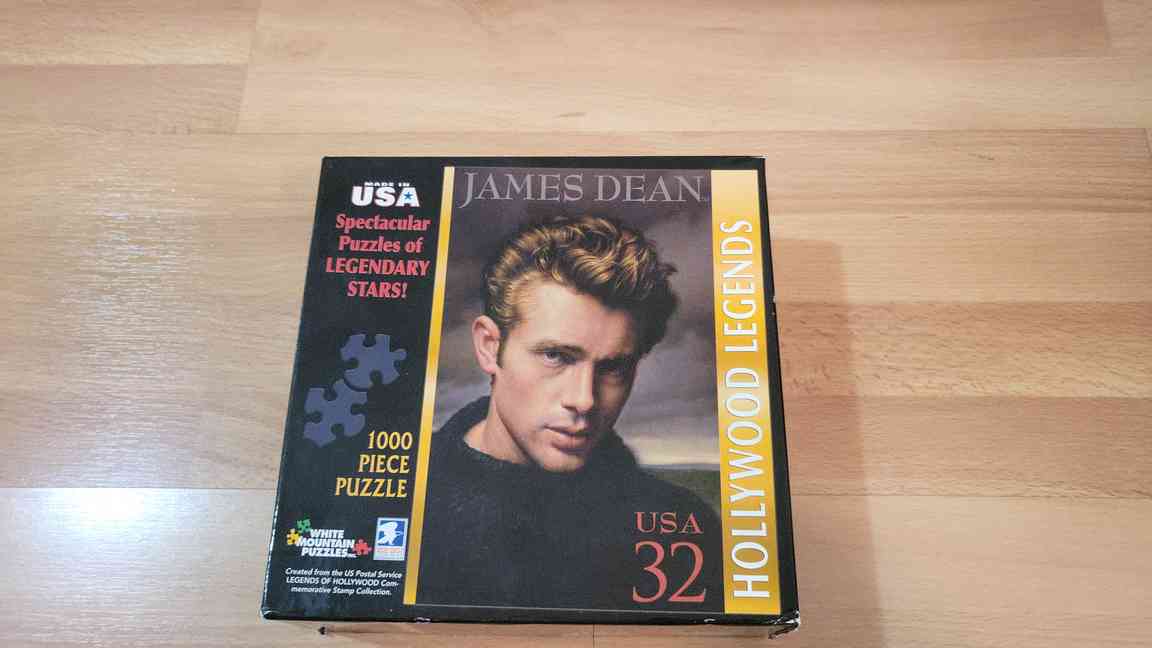 MADE IN
USA
Spectacular
Puzzles of
LEGENDARY
STARS!
1000
PIECE
PUZZLE
WHITE
MOUNTAIN
PUZZLES INC.
Created from the US Postal Service
LEGENDS OF HOLLYWOOD Com-
memorative Stamp Collection.
JAMES DEAN
USA
32
HOLLYWOOD LEGENDS